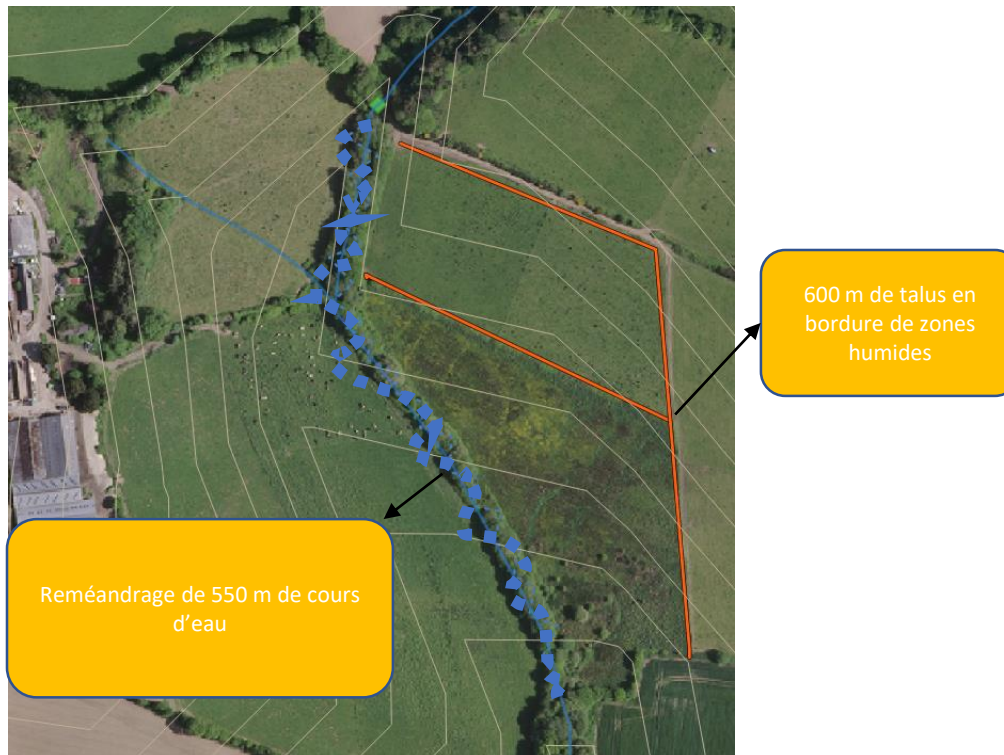 600 m de talus en
bordure de zones
humides
Reméandrage de 550 m de cours
d’eau